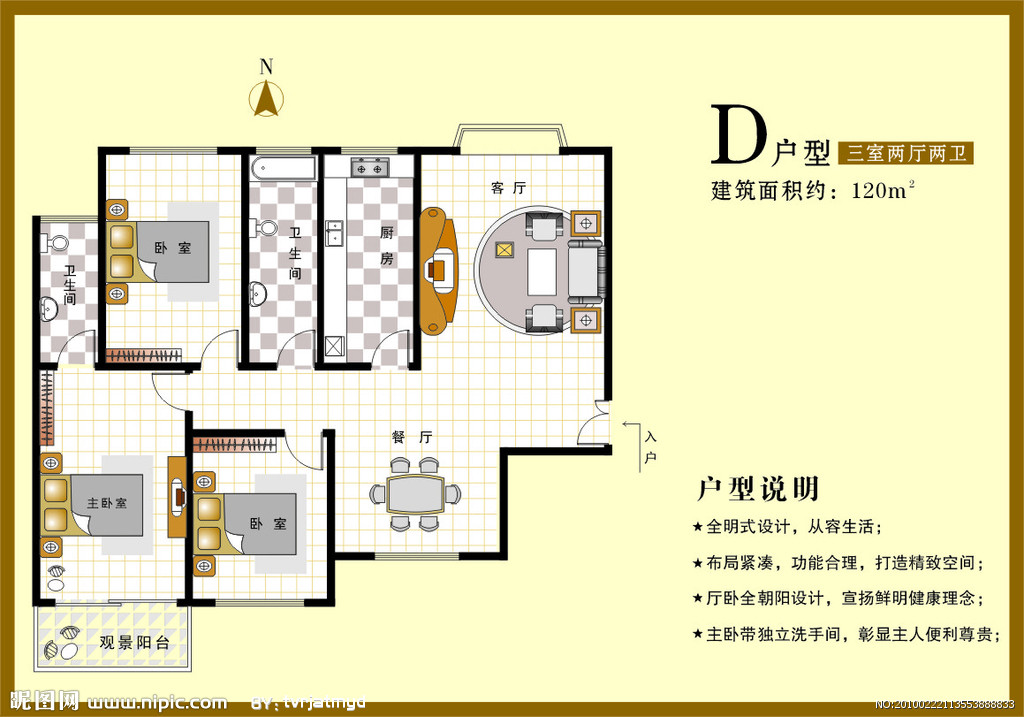 N
D户型 三室两厅两卫
建筑面积约：120m²
客 厅
卧 室
卫生间
厨房
卫生间
餐 厅
入户
主卧室
卧 室
观景阳台
户型说明
★全明式设计，从容生活；
★布局紧凑，功能合理，打造精致空间；
★厅卧全朝阳设计，宣扬鲜明健康理念；
★主卧带独立洗手间，彰显主人便利尊贵；
昵图网 www.nipic.com BY: tvrjatingd
NO:20100222113553888833